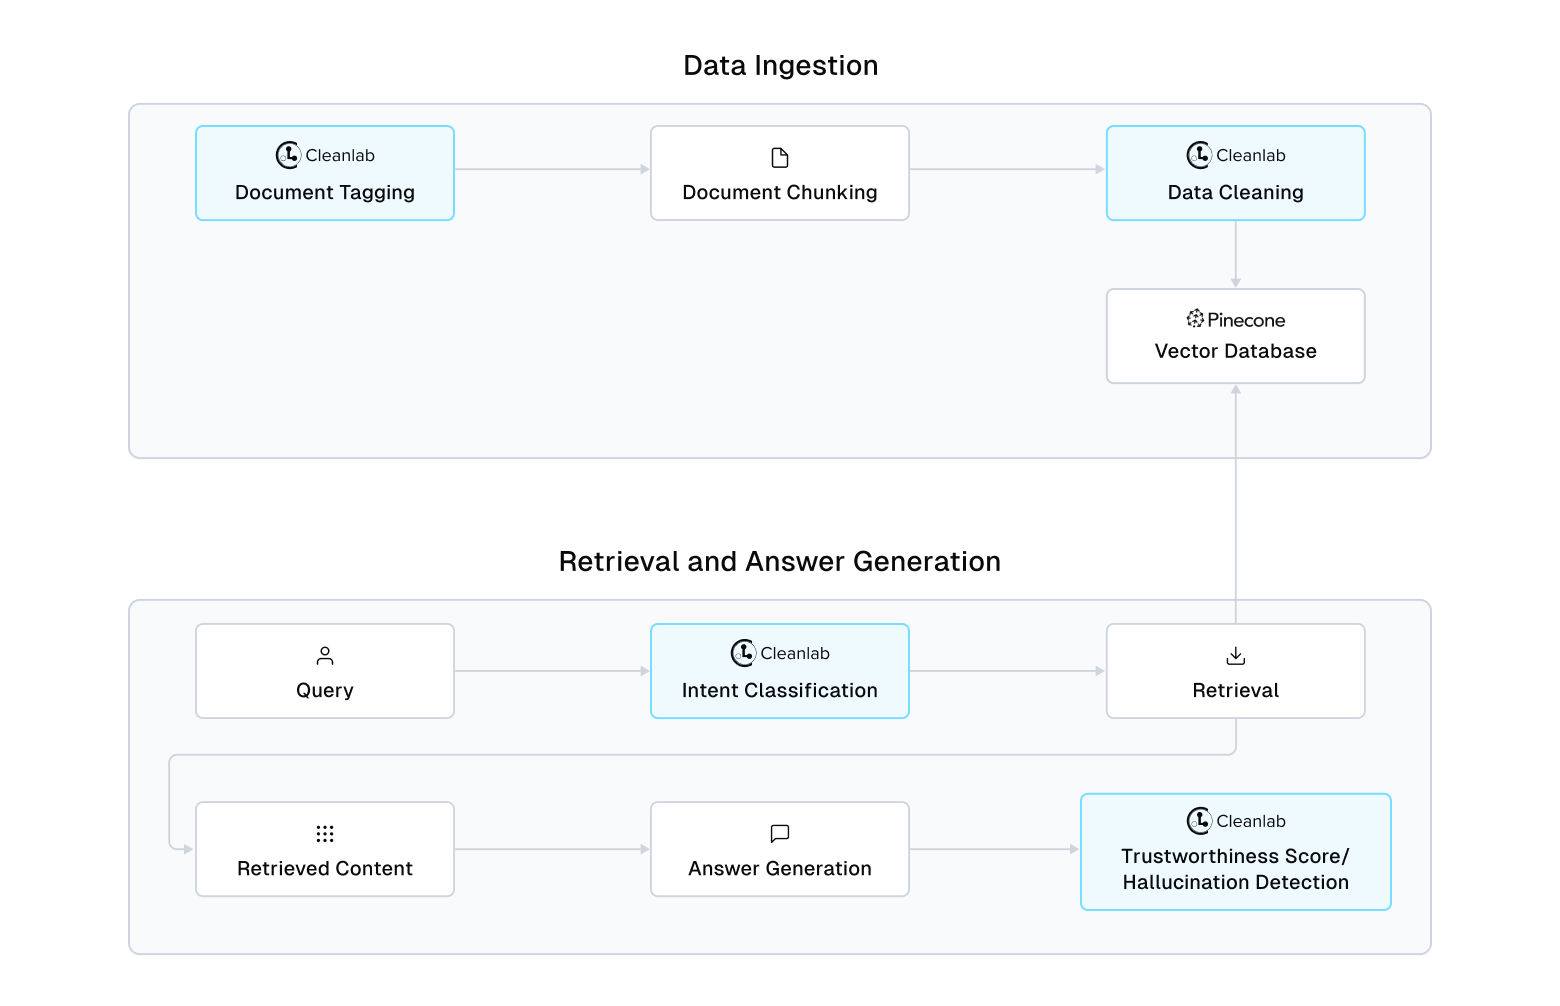 Data Ingestion
Cleanlab
Document Tagging
Document Chunking
Cleanlab
Data Cleaning
Pinecone
Vector Database
Retrieval and Answer Generation
Query
Cleanlab
Intent Classification
Retrieval
Retrieved Content
Answer Generation
Cleanlab
Trustworthiness Score/
Hallucination Detection